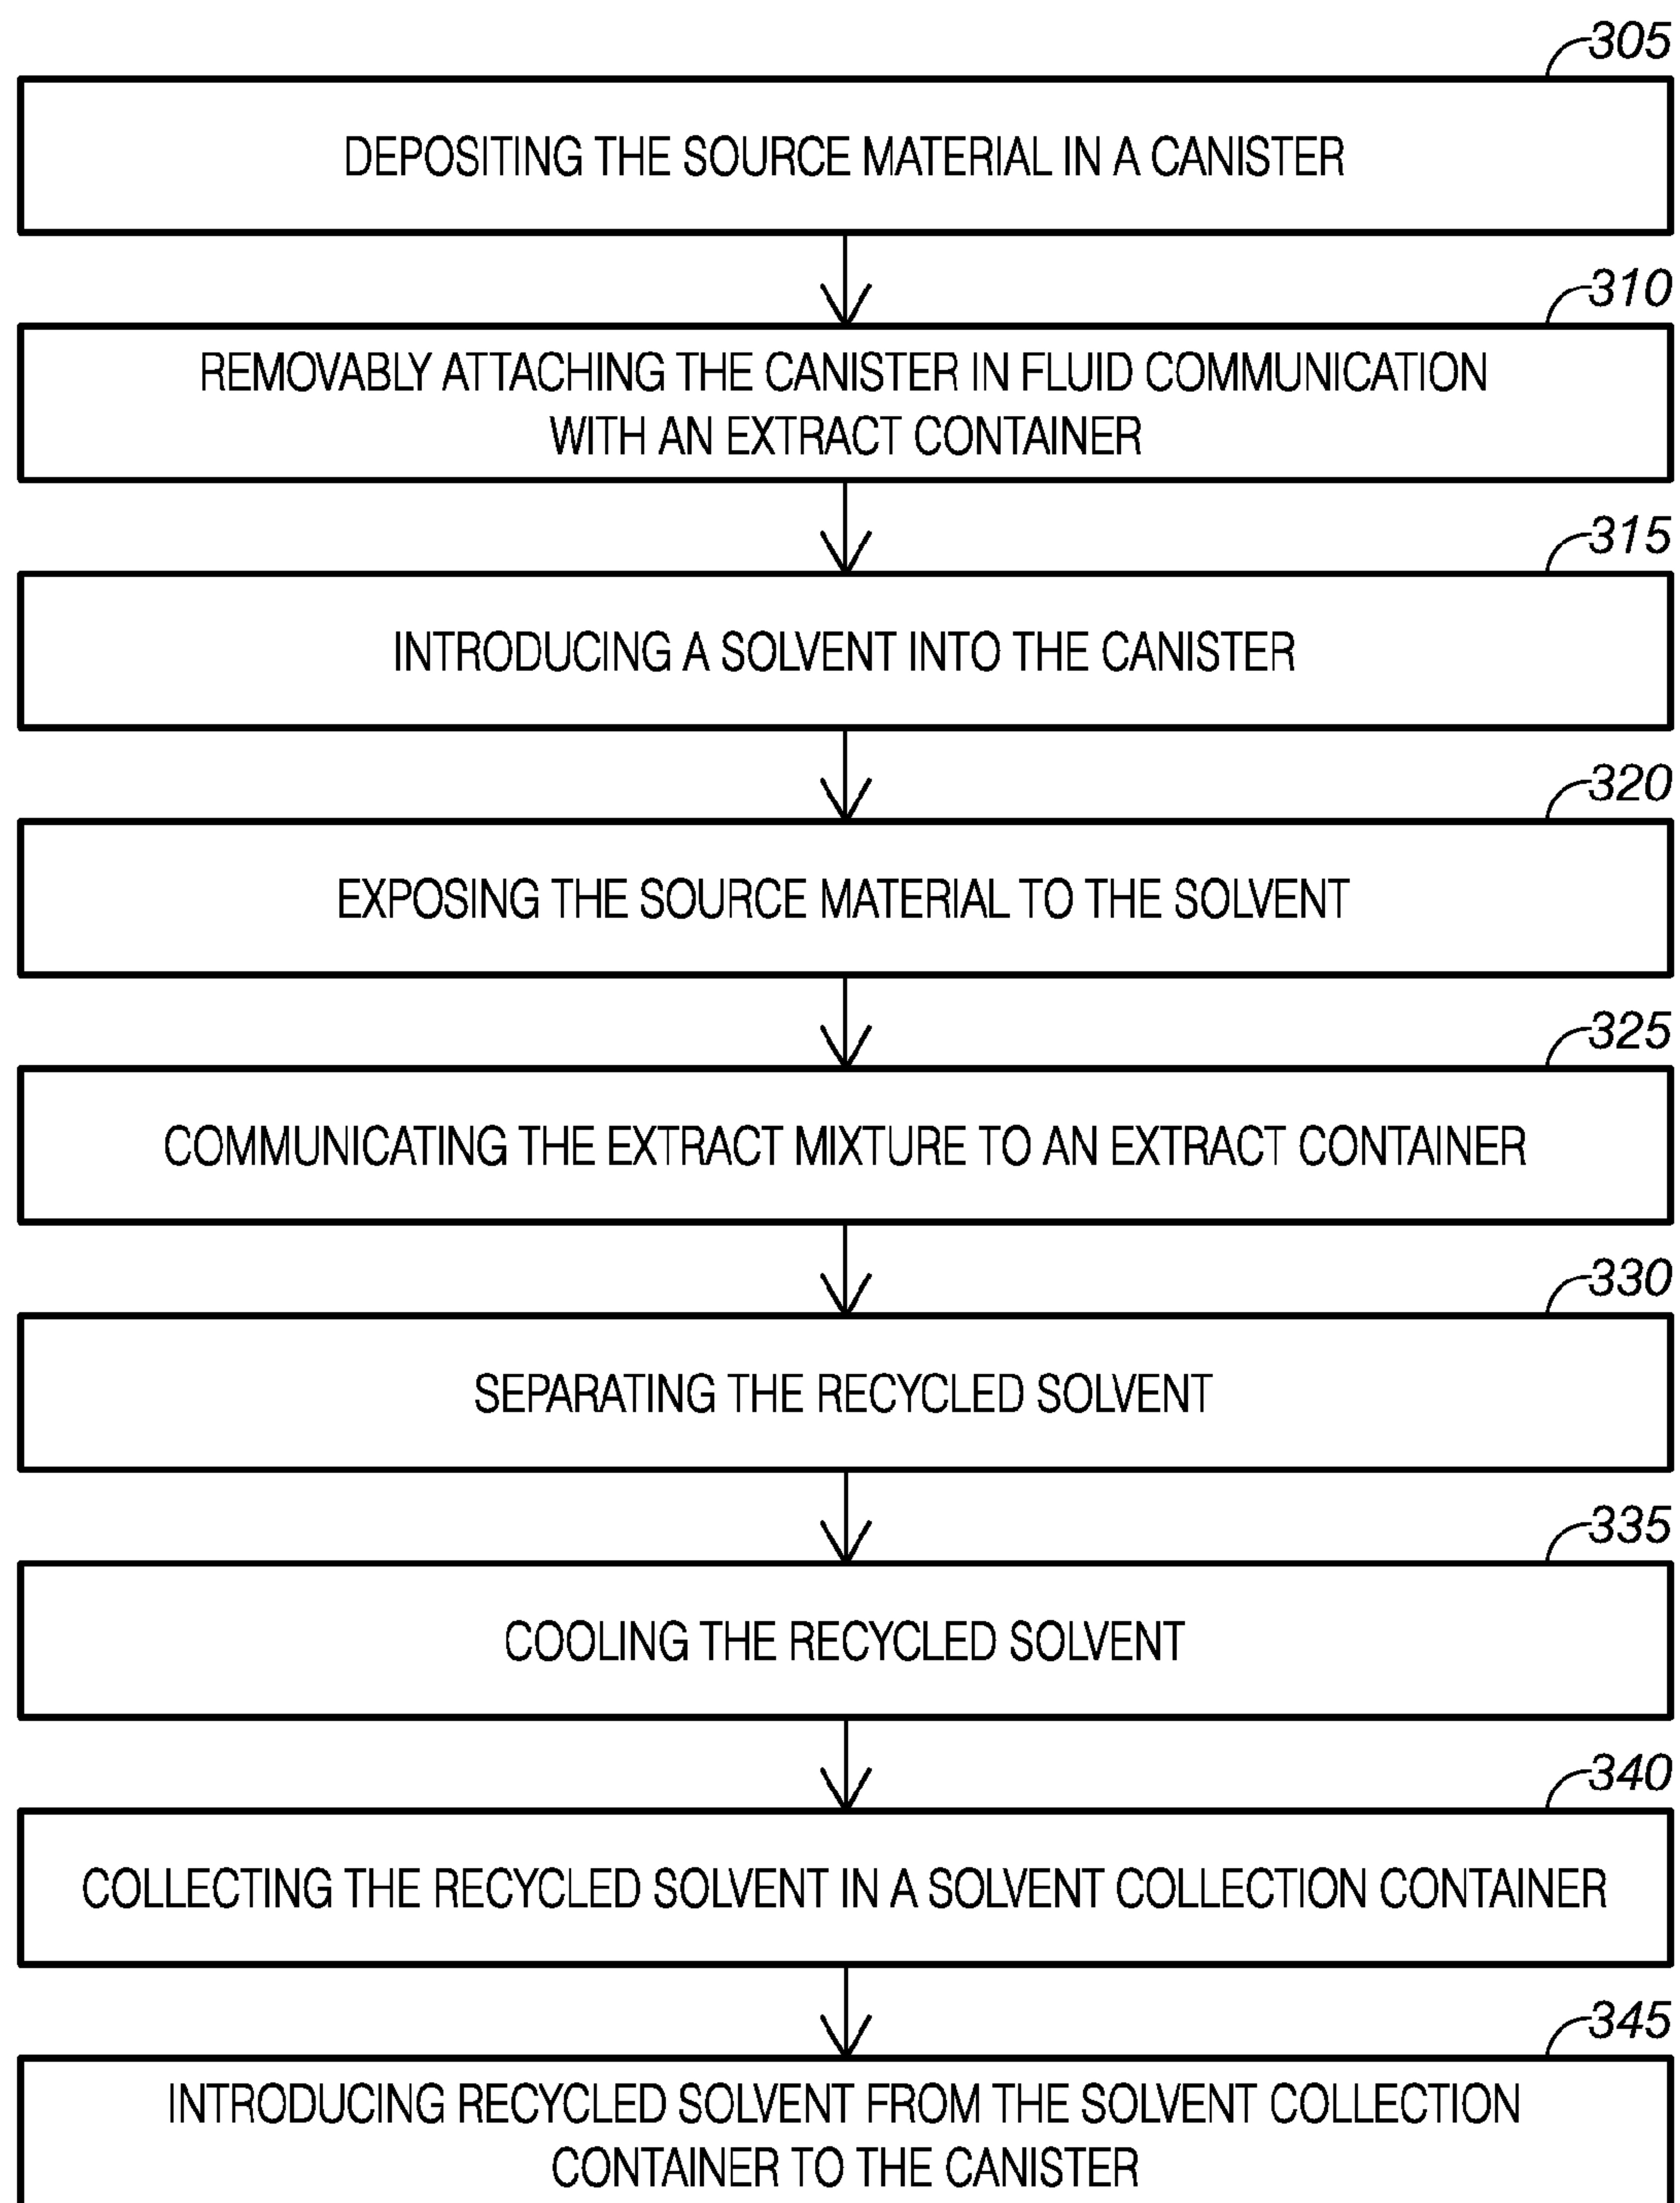 305
DEPOSITING THE SOURCE MATERIAL IN A CANISTER
310
REMOVABLY ATTACHING THE CANISTER IN FLUID COMMUNICATION
WITH AN EXTRACT CONTAINER
315
INTRODUCING A SOLVENT INTO THE CANISTER
320
EXPOSING THE SOURCE MATERIAL TO THE SOLVENT
325
COMMUNICATING THE EXTRACT MIXTURE TO AN EXTRACT CONTAINER
330
SEPARATING THE RECYCLED SOLVENT
335
COOLING THE RECYCLED SOLVENT
340
COLLECTING THE RECYCLED SOLVENT IN A SOLVENT COLLECTION CONTAINER
345
INTRODUCING RECYCLED SOLVENT FROM THE SOLVENT COLLECTION
CONTAINER TO THE CANISTER